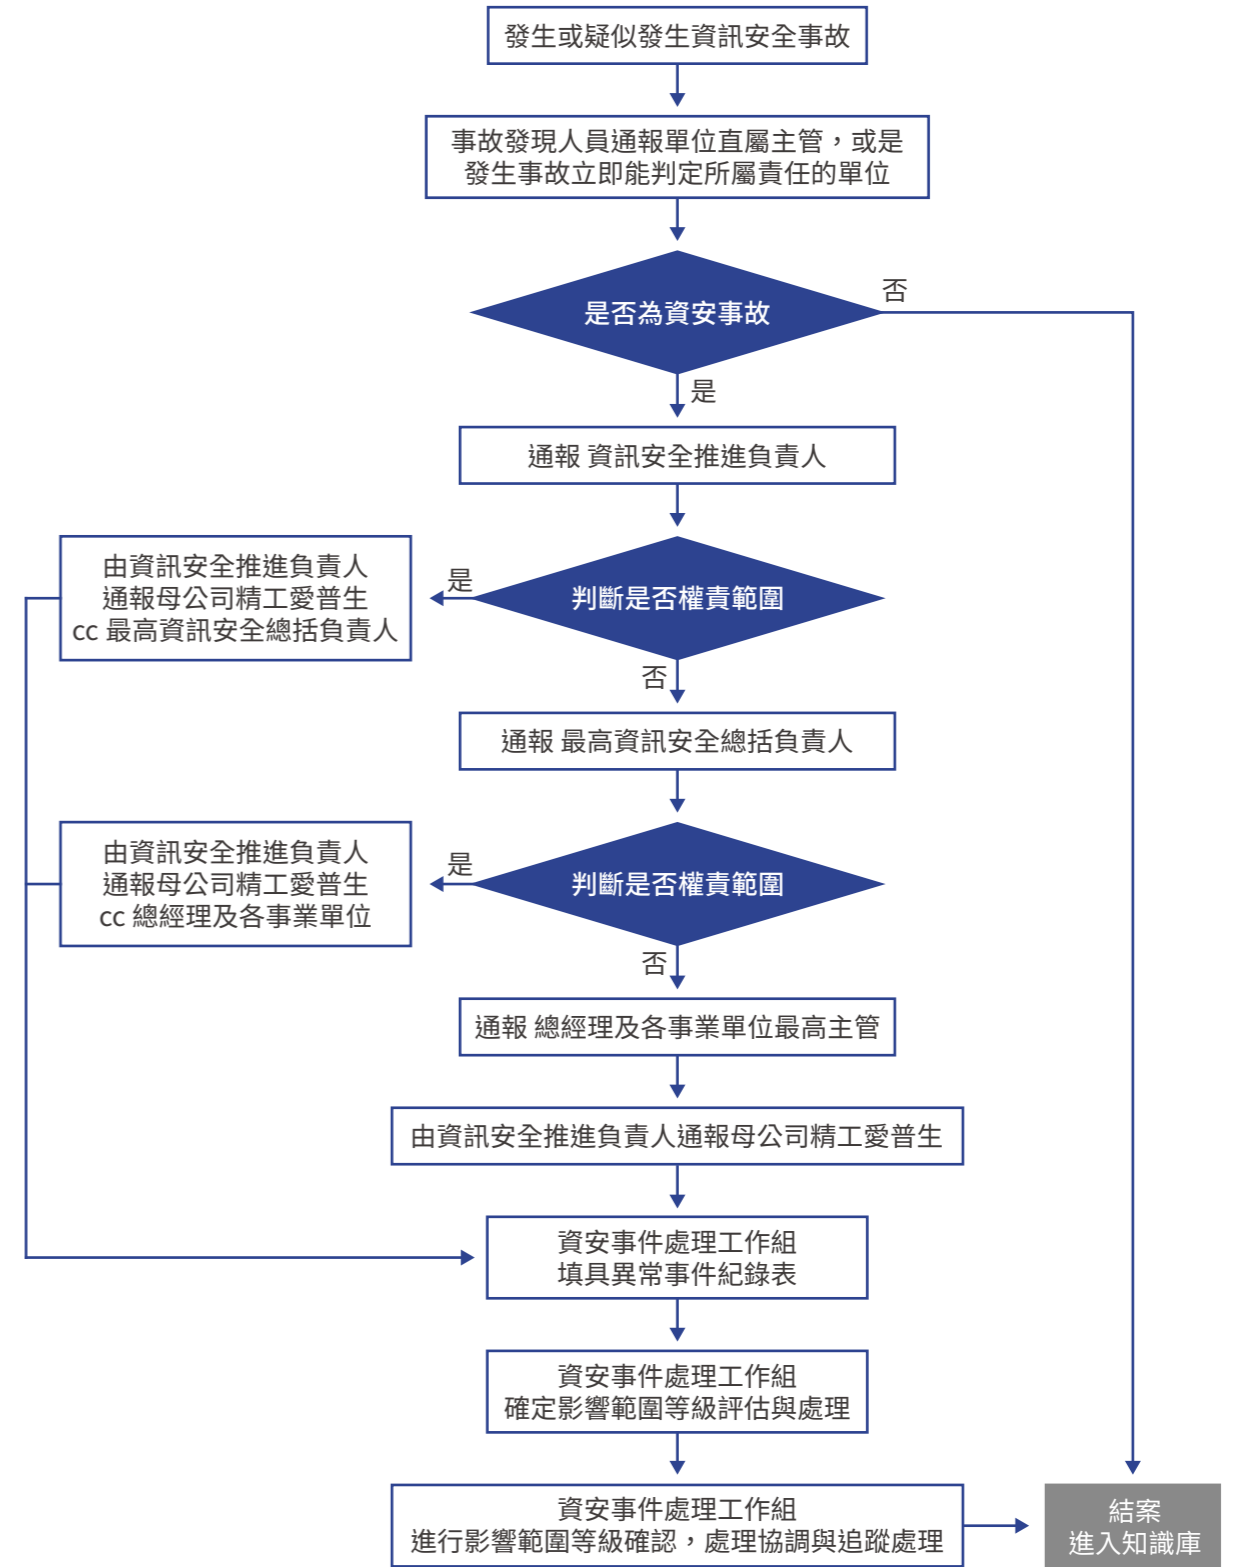 發生或疑似發生資訊安全事故
事故發現人員通報單位直屬主管，或是
發生事故立即能判定所屬責任的單位
是否為資安事故
否
是
通報 資訊安全推進負責人
判斷是否權責範圍
是
由資訊安全推進負責人
通報母公司精工愛普生
cc 最高資訊安全總括負責人
否
通報 最高資訊安全總括負責人
判斷是否權責範圍
是
由資訊安全推進負責人
通報母公司精工愛普生
cc 總經理及各事業單位
否
通報 總經理及各事業單位最高主管
由資訊安全推進負責人通報母公司精工愛普生
資安事件處理工作組
填具異常事件紀錄表
資安事件處理工作組
確定影響範圍等級評估與處理
資安事件處理工作組
進行影響範圍等級確認，處理協調與追蹤處理
結案
進入知識庫